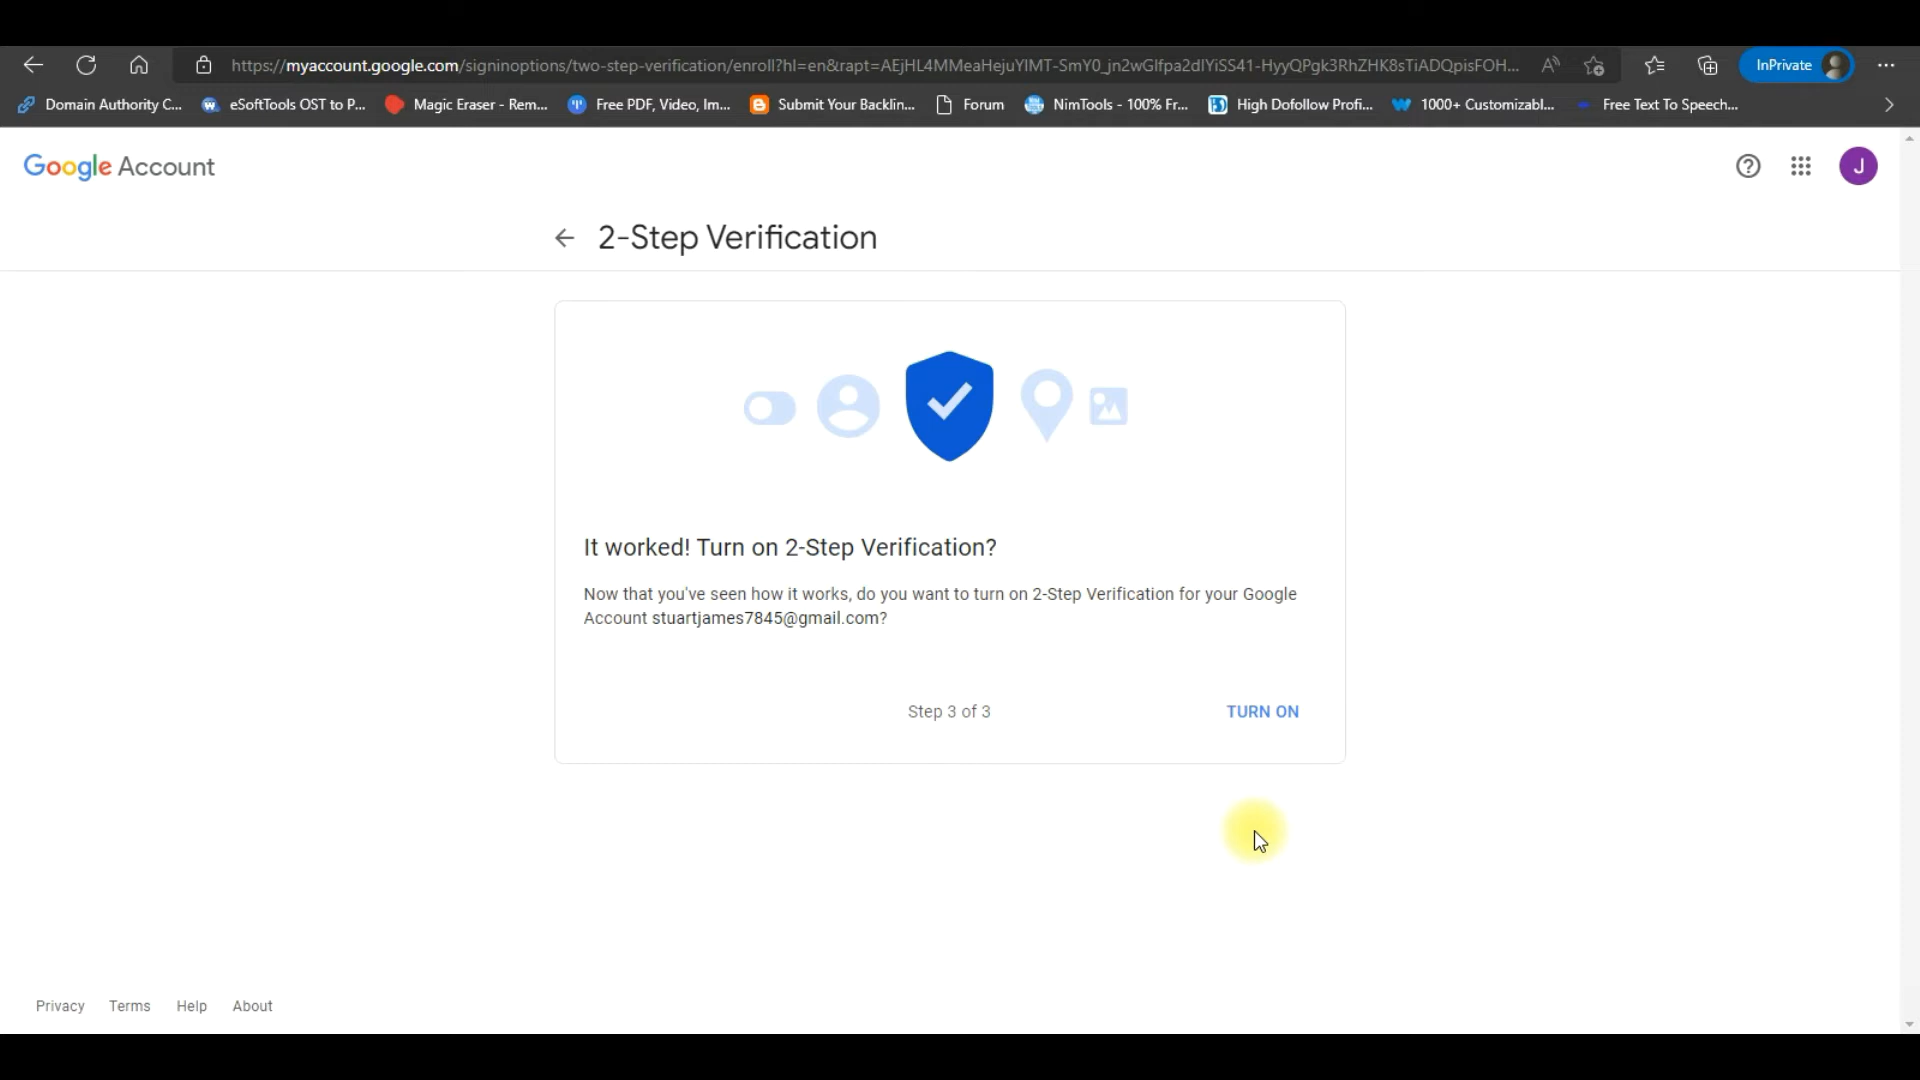 https://myaccount.google.com/signinoptions/two-step-verification/enroll?hl=en&rapt=AEjHL4MMeaHejuYlMT-SmY0_jn2wGlfpa2dlYiSS41-HyyQPgk3RhZHK8sTiADQpisFOH... InPrivate
Domain Authority C... eSoftTools OST to P... Magic Eraser - Rem... Free PDF, Video, Im... Submit Your Backlin... Forum NimTools - 100% Fr... High Dofollow Profi... 1000+ Customizabl... Free Text To Speech...
Google Account J
2-Step Verification
It worked! Turn on 2-Step Verification?
Now that you've seen how it works, do you want to turn on 2-Step Verification for your Google
Account stuartjames7845@gmail.com?
Step 3 of 3 TURN ON
Privacy Terms Help About